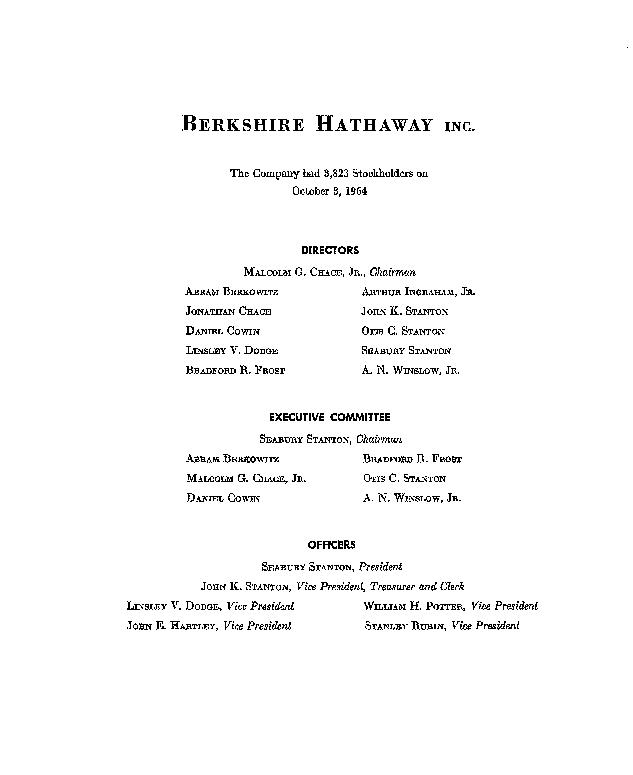 BERKSHIRE HATHAWAY INC.
The Company had 3,823 Stockholders on
October 3, 1964
DIRECTORS
MALCOLM G. CHACE, JR., Chairman
ABRAM BERKOWITZ ARTHUR INGRAHAM, JR.
JONATHAN CHACE JOHN K. STANTON
DANIEL COWIN OTIS C. STANTON
LINSLEY V. DODGE SEABURY STANTON
BRADFORD R. FROST A. N. WINSLOW, JR.
EXECUTIVE COMMITTEE
SEABURY STANTON, Chairman
ABRAM BERKOWITZ BRADFORD R. FROST
MALCOLM G. CHACE, JR. OTIS C. STANTON
DANIEL COWIN A. N. WINSLOW, JR.
OFFICERS
SEABURY STANTON, President
JOHN K. STANTON, Vice President, Treasurer and Clerk
LINSLEY V. DODGE, Vice President WILLIAM H. POTTER, Vice President
JOHN E. HARTLEY, Vice President STANLEY RUBIN, Vice President